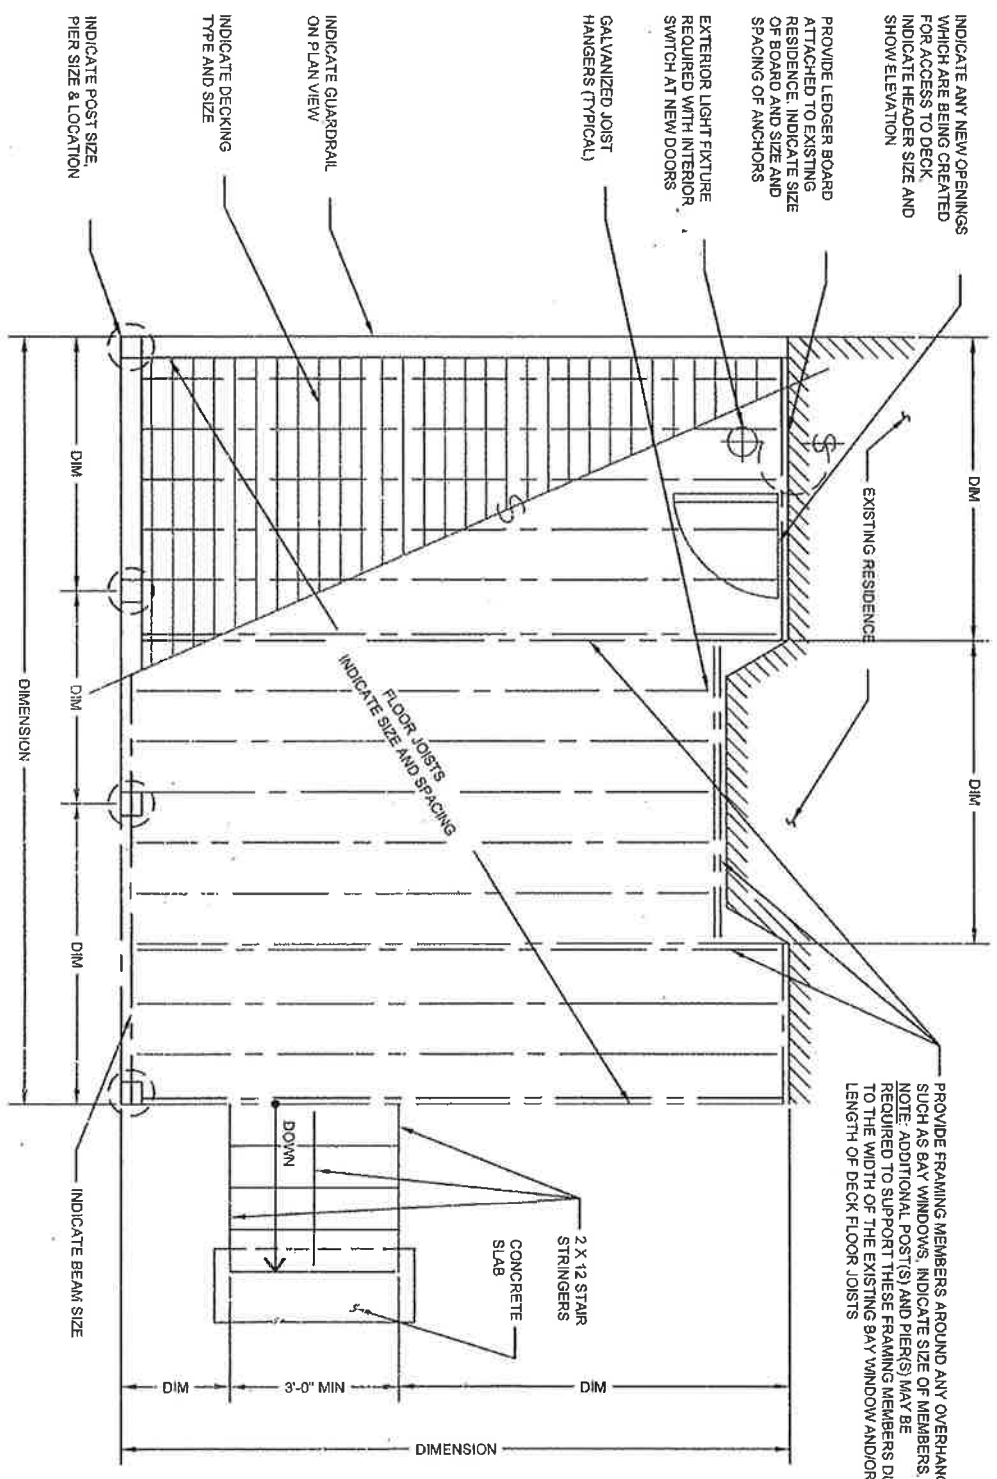 INDICATE ANY NEW OPENINGS
WHICH ARE BEING CREATED
FOR ACCESS TO DECK.
INDICATE HEADER SIZE AND
SHOW ELEVATION
PROVIDE LEDGER BOARD
ATTACHED TO EXISTING
RESIDENCE. INDICATE SIZE
OF BOARD AND SIZE AND
SPACING OF ANCHORS
EXTERIOR LIGHT FIXTURE
REQUIRED WITH INTERIOR
SWITCH AT NEW DOORS
GALVANIZED JOIST
HANGERS (TYPICAL)
INDICATE GUARDRAIL
ON PLAN VIEW
INDICATE DECKING
TYPE AND SIZE
INDICATE POST SIZE,
PIER SIZE & LOCATION
DIM
DIM
EXISTING RESIDENCE
S
FLOOR JOISTS
INDICATE SIZE AND SPACING
DIM
DIM
DIM
DIMENSION
PROVIDE FRAMING MEMBERS AROUND ANY OVERHANG
SUCH AS BAY WINDOWS, INDICATE SIZE OF MEMBERS.
NOTE: ADDITIONAL POST(S) AND PIER(S) MAY BE
REQUIRED TO SUPPORT THESE FRAMING MEMBERS
TO THE WIDTH OF THE EXISTING BAY WINDOW AND/OR
LENGTH OF DECK FLOOR JOISTS
DOWN
2 X 12 STAIR
STRINGERS
CONCRETE
SLAB
INDICATE BEAM SIZE
DIM
3'-0" MIN
DIM
DIMENSION